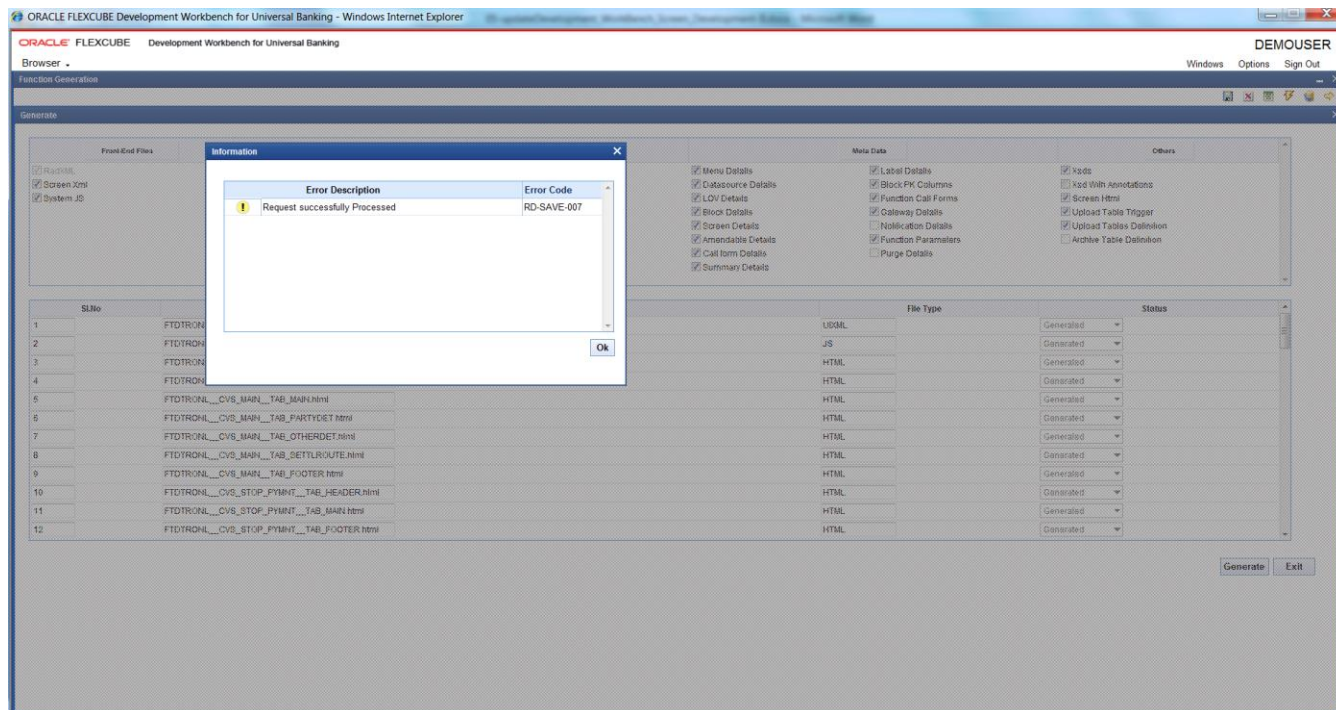 ORACLE FLEXCUBE Development Workbench for Universal Banking - Windows Internet Explorer
ORACLE FLEXCUBE Development Workbench for Universal Banking DEMOUSER
Browser Windows Options Sign Out
Function Generation
Generate
Front-End Files Meta Data Others
RadXML Menu Details Label Details Xsds
Screen Xml Datasource Details Block PK Columns Xsd With Annotations
System JS LOV Details Function Call Forms Screen Html
Block Details Gateway Details Upload Table Trigger
Screen Details Notification Details Upload Tables Definition
Amendable Details Function Parameters Archive Table Definition
Call form Details Purge Details
Summary Details
Information
Error Description Error Code
Request successfully Processed RD-SAVE-007
Ok
Sl.No File Type Status
1 FTDTRON UIXML Generated
2 FTDTRON JS Generated
3 FTDTRON HTML Generated
4 FTDTRON HTML Generated
5 FTDTRONL__CVS_MAIN__TAB_MAIN.html HTML Generated
6 FTDTRONL__CVS_MAIN__TAB_PARTYDET.html HTML Generated
7 FTDTRONL__CVS_MAIN__TAB_OTHERDET.html HTML Generated
8 FTDTRONL__CVS_MAIN__TAB_SETTLROUTE.html HTML Generated
9 FTDTRONL__CVS_MAIN__TAB_FOOTER.html HTML Generated
10 FTDTRONL__CVS_STOP_PYMNT__TAB_HEADER.html HTML Generated
11 FTDTRONL__CVS_STOP_PYMNT__TAB_MAIN.html HTML Generated
12 FTDTRONL__CVS_STOP_PYMNT__TAB_FOOTER.html HTML Generated
Generate Exit